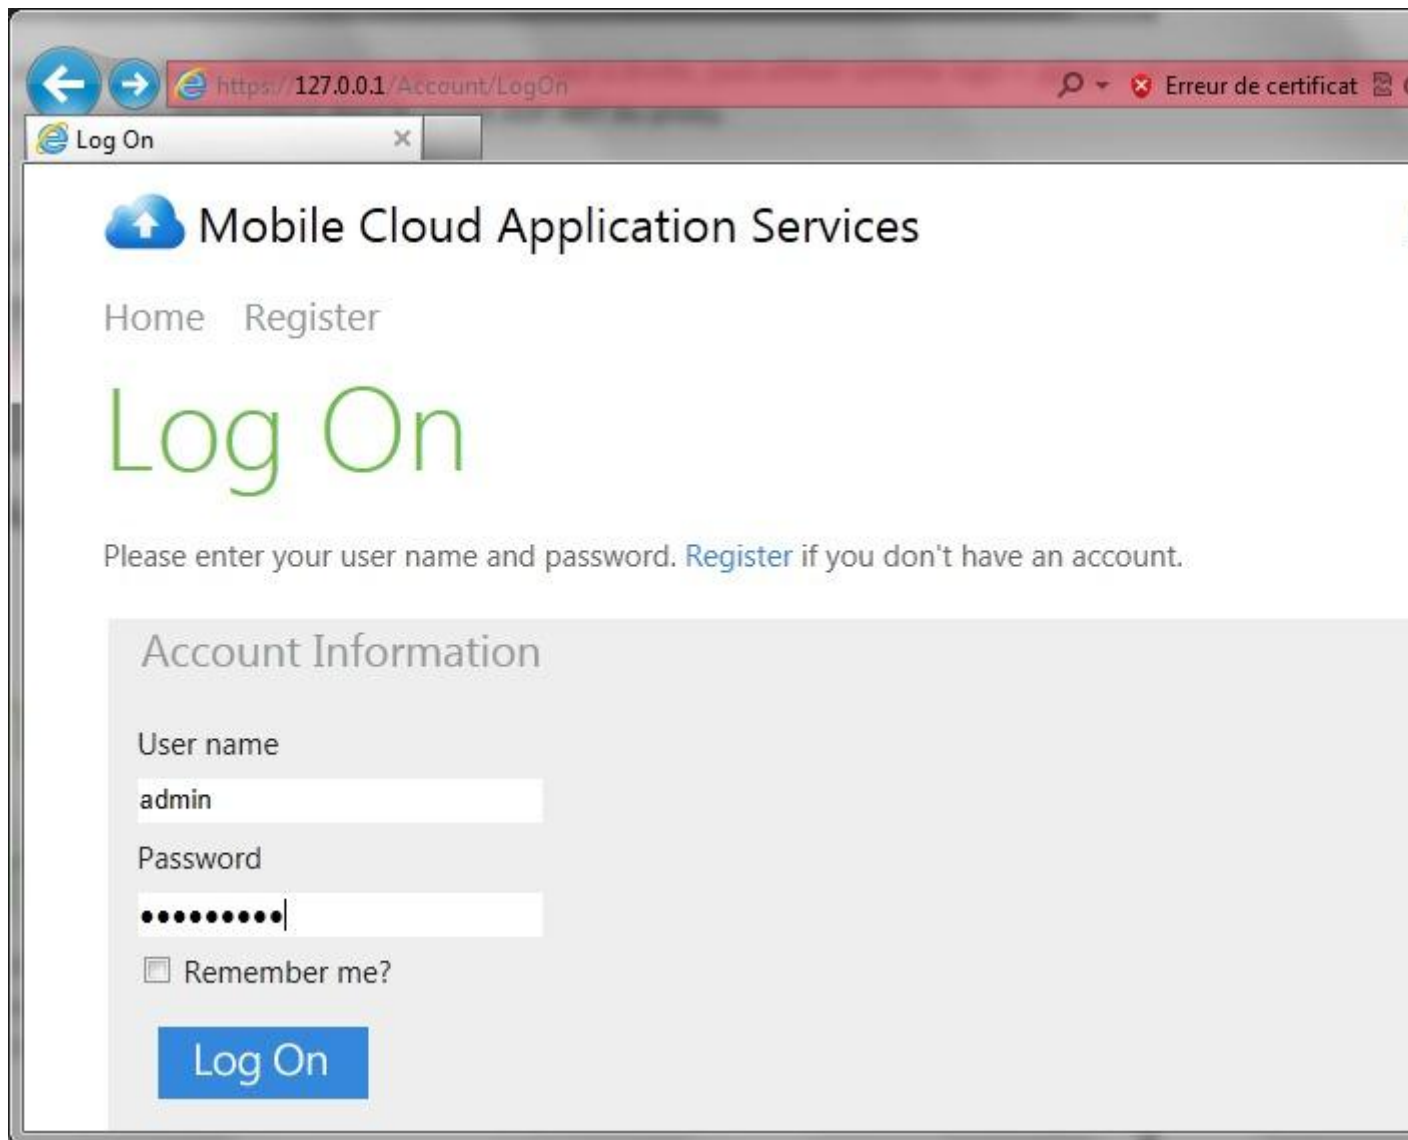 https://127.0.0.1/Account/LogOn Erreur de certificat
Log On
Mobile Cloud Application Services
Home Register
Log On
Please enter your user name and password. Register if you don't have an account.
Account Information
User name
admin
Password
•••••••••
Remember me?
Log On